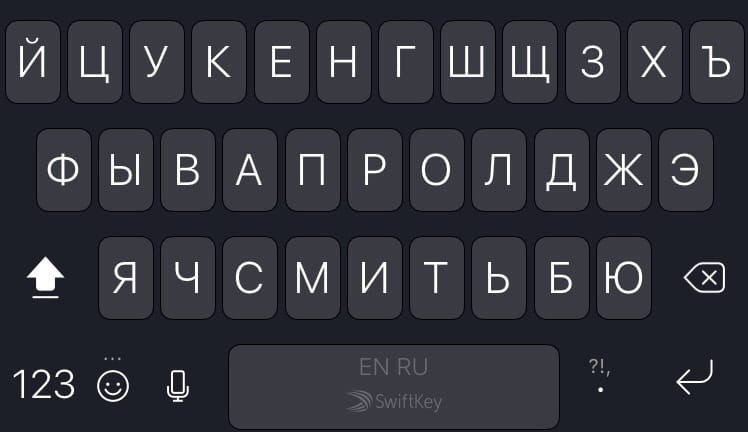 Й Ц У К Е Н Г Ш Щ З Х Ъ
Ф Ы В А П Р О Л Д Ж Э
Я Ч С М И Т Ь Б Ю
123 ... EN RU ?!,
SwiftKey .